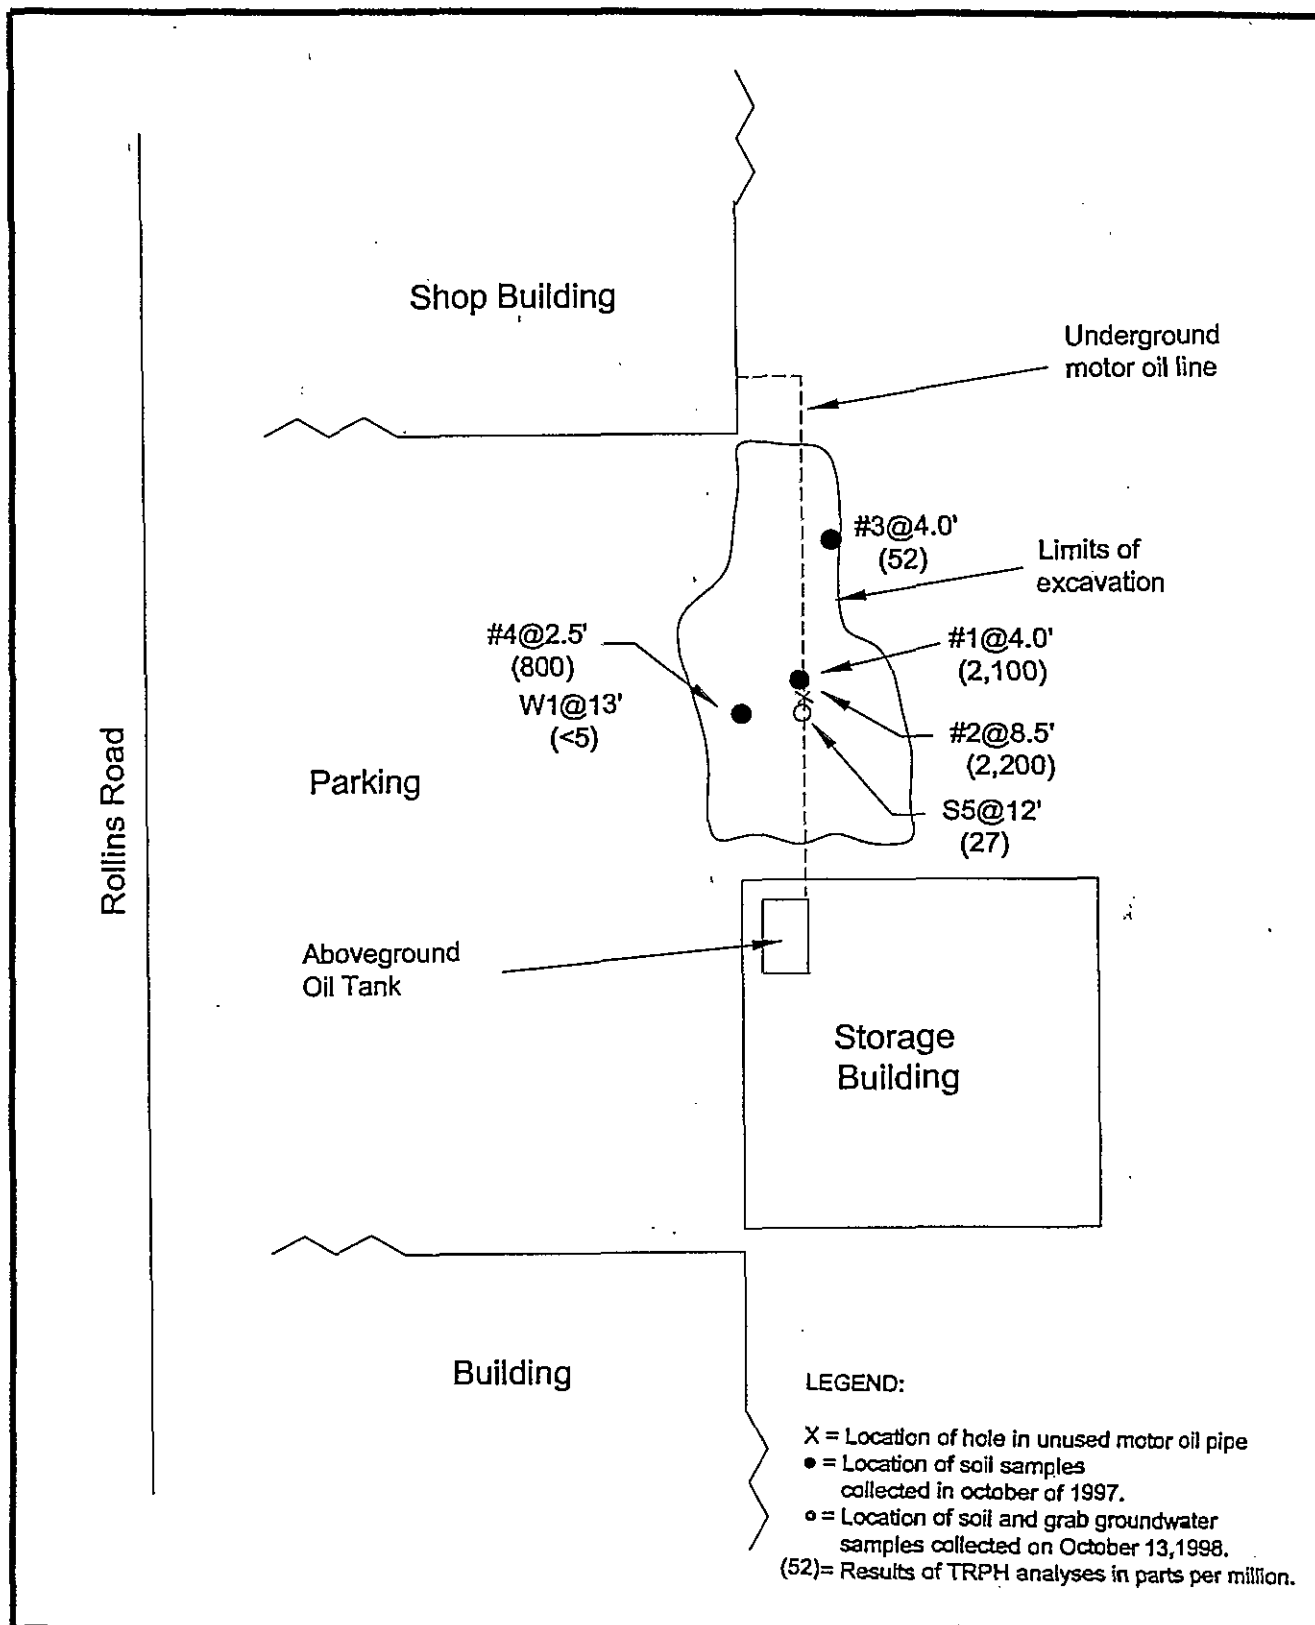 Shop Building
Underground
motor oil line
#3@4.0'
(52)
Limits of
excavation
#4@2.5'
(800)
W1@13'
(<5)
#1@4.0'
(2,100)
#2@8.5'
(2,200)
S5@12'
(27)
Parking
Rollins Road
Aboveground
Oil Tank
Storage
Building
Building
LEGEND:
X = Location of hole in unused motor oil pipe
● = Location of soil samples
collected in october of 1997.
o = Location of soil and grab groundwater
samples collected on October 13,1998.
(52)= Results of TRPH analyses in parts per million.